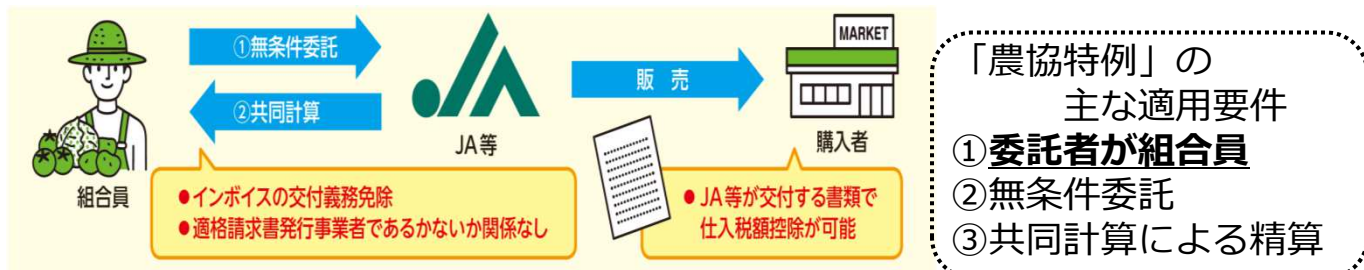 ①無条件委託
②共同計算
組合員
JA
JA等
販 売
MARKET
購入者
●インボイスの交付義務免除
●適格請求書発行事業者であるかないか関係なし
●JA等が交付する書類で
仕入税額控除が可能
「農協特例」の
主な適用要件
①委託者が組合員
②無条件委託
③共同計算による精算